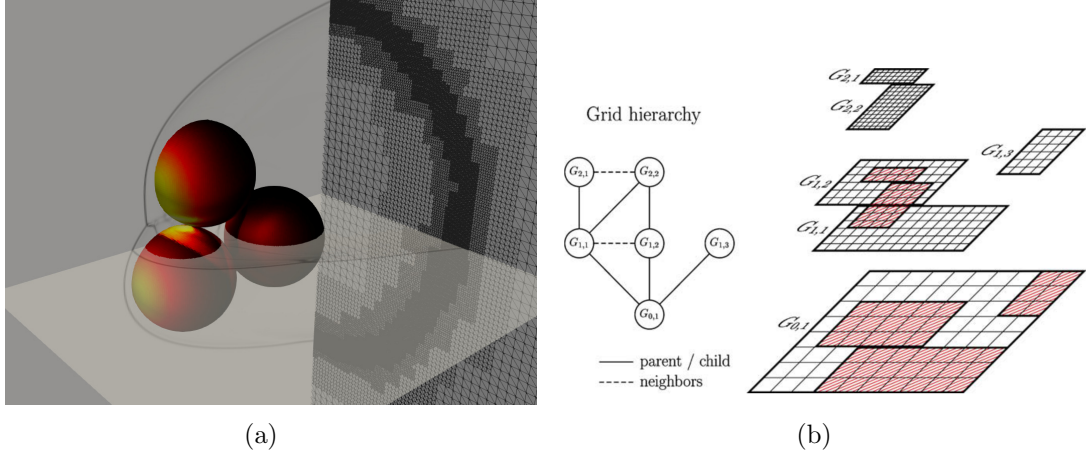 Grid hierarchy
G2,1
G2,2
G1,1
G1,2
G1,3
G0,1
parent / child
neighbors
G2,1
G2,2
G1,3
G1,2
G1,1
G0,1
(a)
(b)